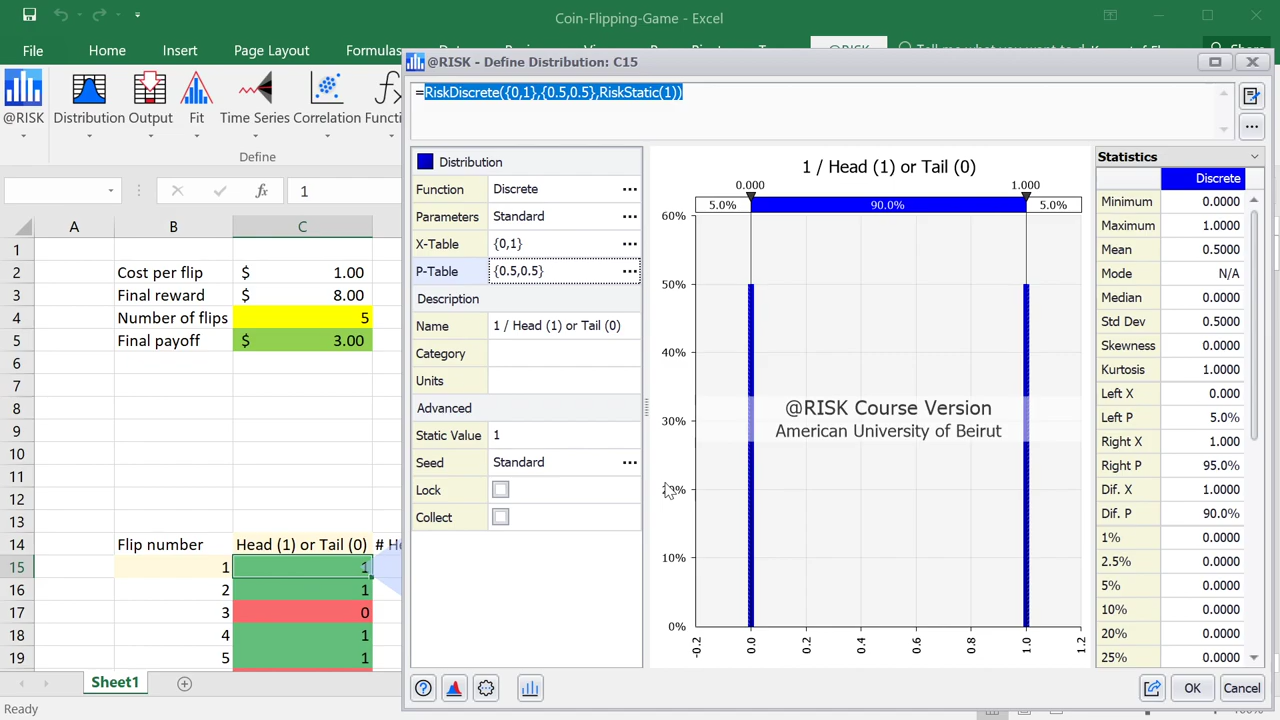 Coin-Flipping-Game - Excel
File
Home
Insert
Page Layout
Formulas
@RISK
@RISK - Define Distribution: C15
=RiskDiscrete({0,1},{0.5,0.5},RiskStatic(1))
@RISK
Distribution
Output
Fit
Time Series
Correlation
Functi
Define
fx
1
A
B
C
1
2 Cost per flip $ 1.00
3 Final reward $ 8.00
4 Number of flips 5
5 Final payoff $ 3.00
6
7
8
9
10
11
12
13
14 Flip number Head (1) or Tail (0) # H
15 1 1
16 2 1
17 3 0
18 4 1
19 5 1
Sheet1
Ready
Distribution
Function Discrete
Parameters Standard
X-Table {0,1}
P-Table {0.5,0.5}
Description
Name 1 / Head (1) or Tail (0)
Category
Units
Advanced
Static Value 1
Seed Standard
Lock
Collect
1 / Head (1) or Tail (0)
0.000 1.000
5.0% 90.0% 5.0%
60%
50%
40%
30%
20%
10%
0%
-0.2 0.0 0.2 0.4 0.6 0.8 1.0 1.2
@RISK Course Version
American University of Beirut
Statistics
Discrete
Minimum 0.0000
Maximum 1.0000
Mean 0.5000
Mode N/A
Median 0.0000
Std Dev 0.5000
Skewness 0.0000
Kurtosis 1.0000
Left X 0.000
Left P 5.0%
Right X 1.000
Right P 95.0%
Dif. X 1.0000
Dif. P 90.0%
1% 0.0000
2.5% 0.0000
5% 0.0000
10% 0.0000
20% 0.0000
25% 0.0000
OK
Cancel